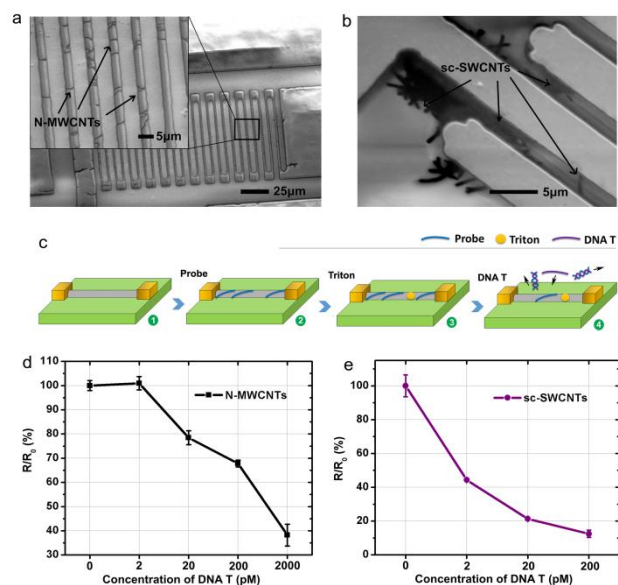 a
N-MWCNTs
5μm
25μm
b
sc-SWCNTs
5μm
c
Probe Triton DNA T
Probe
Triton
DNA T
1
2
3
4
d
N-MWCNTs
R/R0 (%)
110
100
90
80
70
60
50
40
30
0 2 20 200 2000
Concentration of DNA T (pM)
e
sc-SWCNTs
R/R0 (%)
100
80
60
40
20
0
0 2 20 200
Concentration of DNA T (pM)